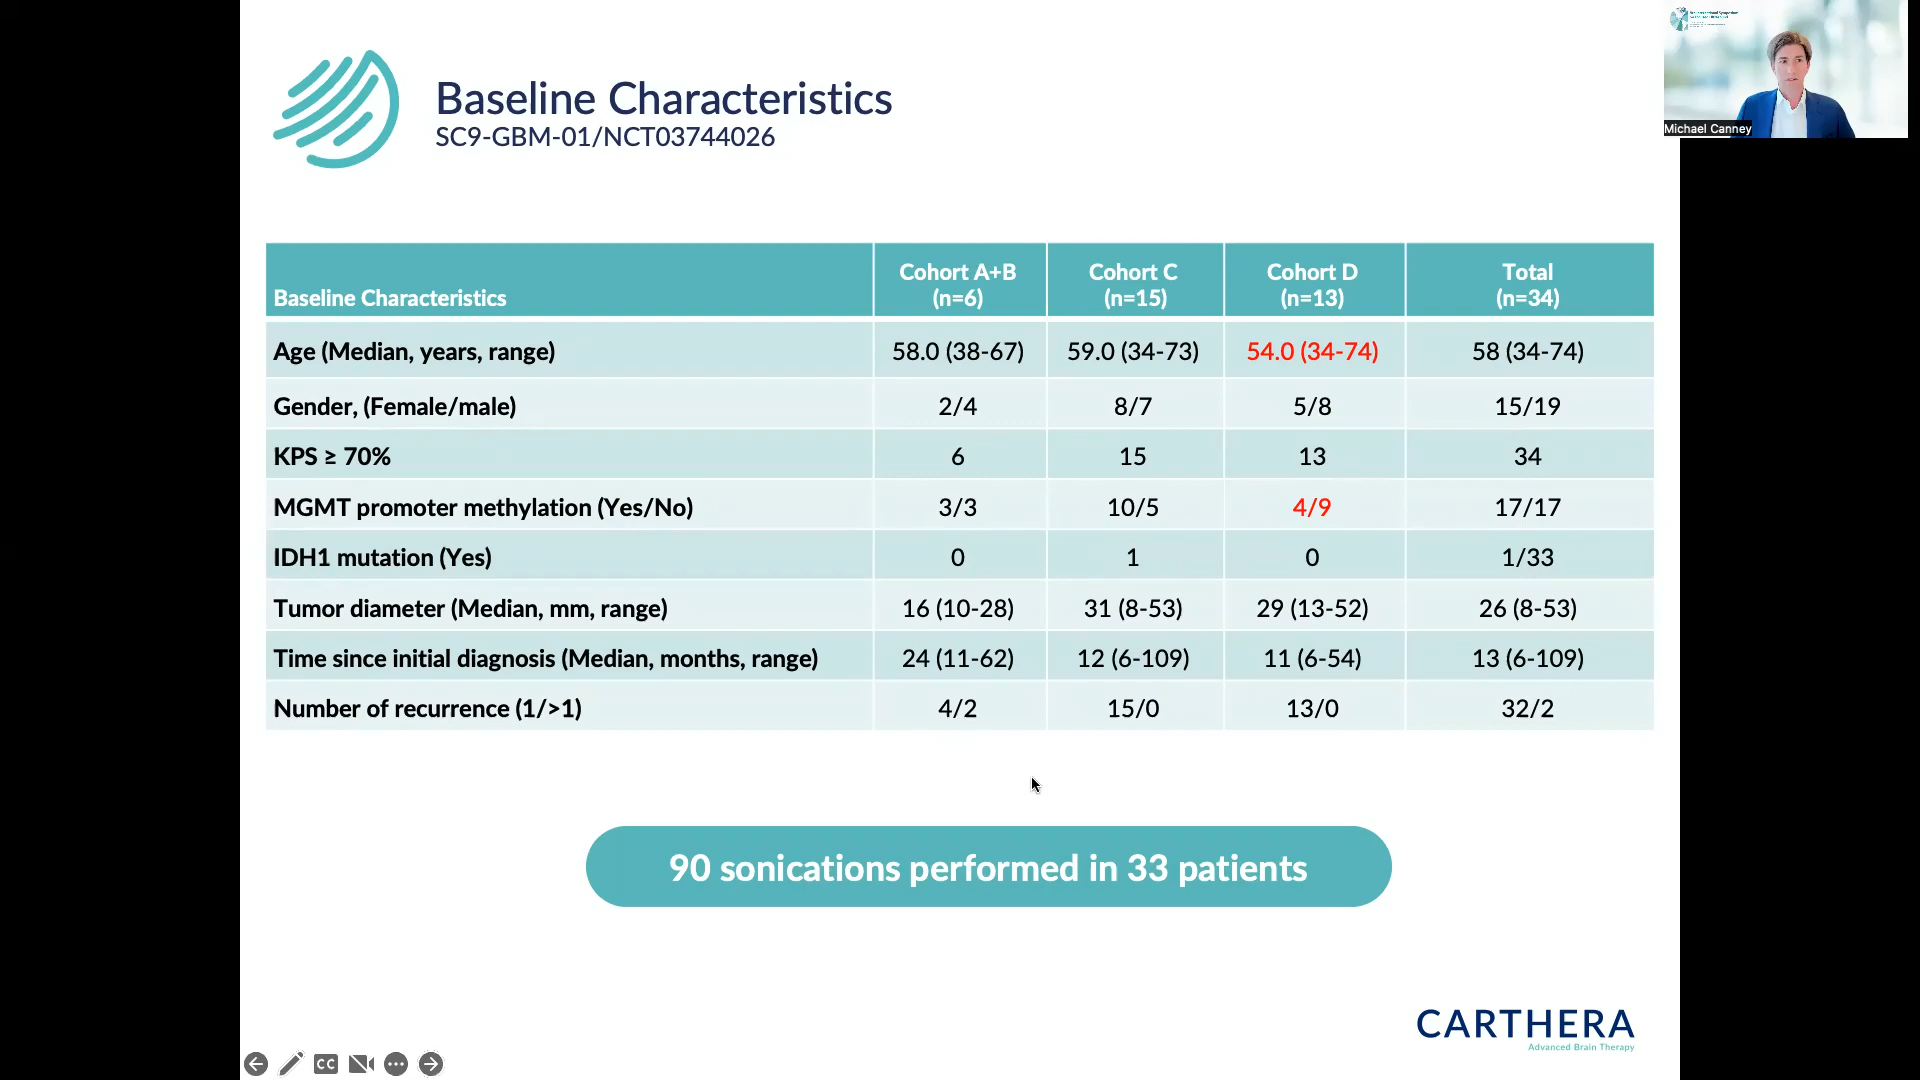 Baseline Characteristics
SC9-GBM-01/NCT03744026
Michael Canney
Baseline Characteristics | Cohort A+B (n=6) | Cohort C (n=15) | Cohort D (n=13) | Total (n=34)
Age (Median, years, range) 58.0 (38-67) 59.0 (34-73) 54.0 (34-74) 58 (34-74)
Gender, (Female/male) 2/4 8/7 5/8 15/19
KPS ≥ 70% 6 15 13 34
MGMT promoter methylation (Yes/No) 3/3 10/5 4/9 17/17
IDH1 mutation (Yes) 0 1 0 1/33
Tumor diameter (Median, mm, range) 16 (10-28) 31 (8-53) 29 (13-52) 26 (8-53)
Time since initial diagnosis (Median, months, range) 24 (11-62) 12 (6-109) 11 (6-54) 13 (6-109)
Number of recurrence (1/>1) 4/2 15/0 13/0 32/2
90 sonications performed in 33 patients
CARTHERA
Advanced Brain Therapy
CC